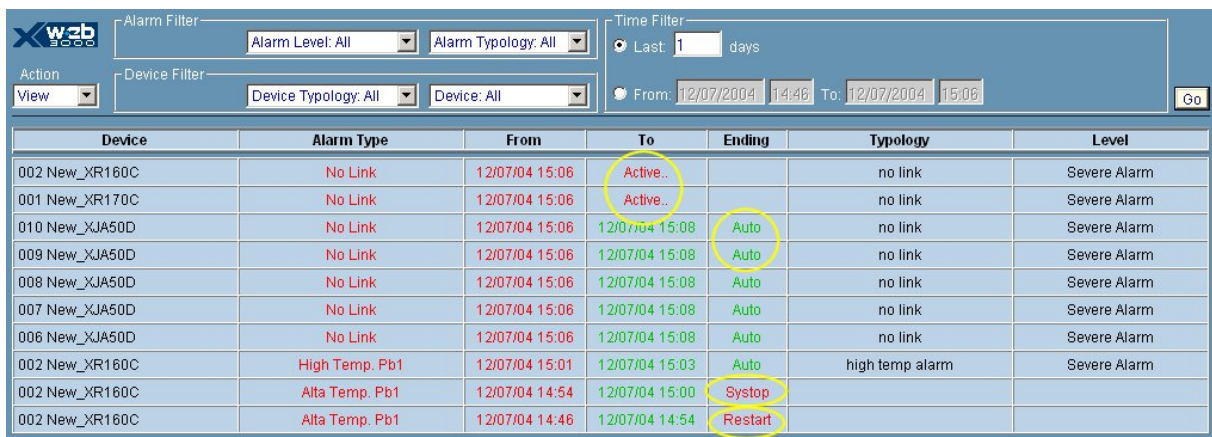 Xweb
3000
Alarm Filter
Alarm Level: All Alarm Typology: All
Time Filter
Last: 1 days
Action
View
Device Filter
Device Typology: All Device: All
From: 12/07/2004 14:46 To: 12/07/2004 15:06
Go
Device Alarm Type From To Ending Typology Level
002 New_XR160C No Link 12/07/04 15:06 Active.. no link Severe Alarm
001 New_XR170C No Link 12/07/04 15:06 Active.. no link Severe Alarm
010 New_XJA50D No Link 12/07/04 15:06 12/07/04 15:08 Auto no link Severe Alarm
009 New_XJA50D No Link 12/07/04 15:06 12/07/04 15:08 Auto no link Severe Alarm
008 New_XJA50D No Link 12/07/04 15:06 12/07/04 15:08 Auto no link Severe Alarm
007 New_XJA50D No Link 12/07/04 15:06 12/07/04 15:08 Auto no link Severe Alarm
006 New_XJA50D No Link 12/07/04 15:06 12/07/04 15:08 Auto no link Severe Alarm
002 New_XR160C High Temp. Pb1 12/07/04 15:01 12/07/04 15:03 Auto high temp alarm Severe Alarm
002 New_XR160C Alta Temp. Pb1 12/07/04 14:54 12/07/04 15:00 Systop
002 New_XR160C Alta Temp. Pb1 12/07/04 14:46 12/07/04 14:54 Restart